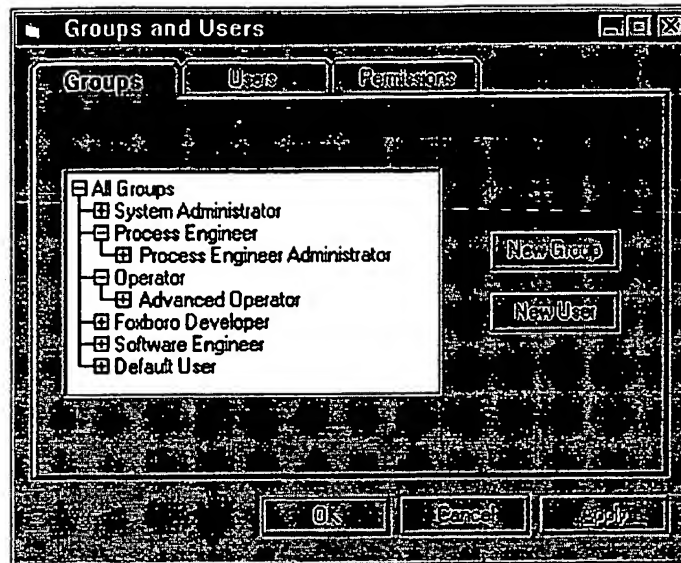 Groups and Users
Groups Users Permissions
All Groups
System Administrator
Process Engineer
Process Engineer Administrator
Operator
Advanced Operator
Foxboro Developer
Software Engineer
Default User
New Group
New User
OK Cancel Apply